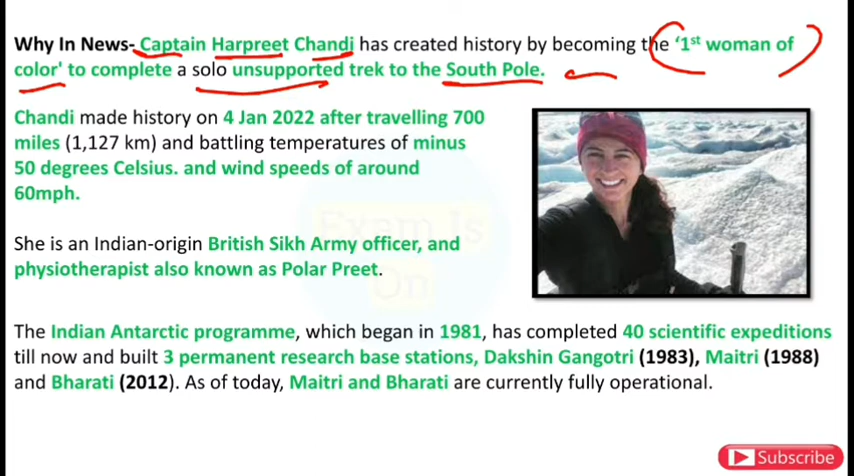 Why In News- Captain Harpreet Chandi has created history by becoming the ‘1st woman of
color' to complete a solo unsupported trek to the South Pole.
Chandi made history on 4 Jan 2022 after travelling 700
miles (1,127 km) and battling temperatures of minus
50 degrees Celsius. and wind speeds of around
60mph.
She is an Indian-origin British Sikh Army officer, and
physiotherapist also known as Polar Preet.
Exam Is
On
The Indian Antarctic programme, which began in 1981, has completed 40 scientific expeditions
till now and built 3 permanent research base stations, Dakshin Gangotri (1983), Maitri (1988)
and Bharati (2012). As of today, Maitri and Bharati are currently fully operational.
Subscribe